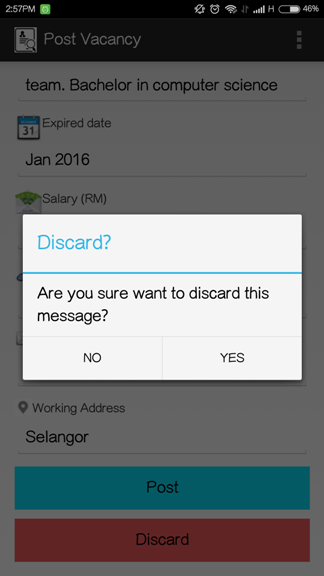 2:57PM H 46%
Post Vacancy
team. Bachelor in computer science
31
Expired date
Jan 2016
Salary (RM)
Discard?
Are you sure want to discard this
message?
NO YES
Working Address
Selangor
Post
Discard